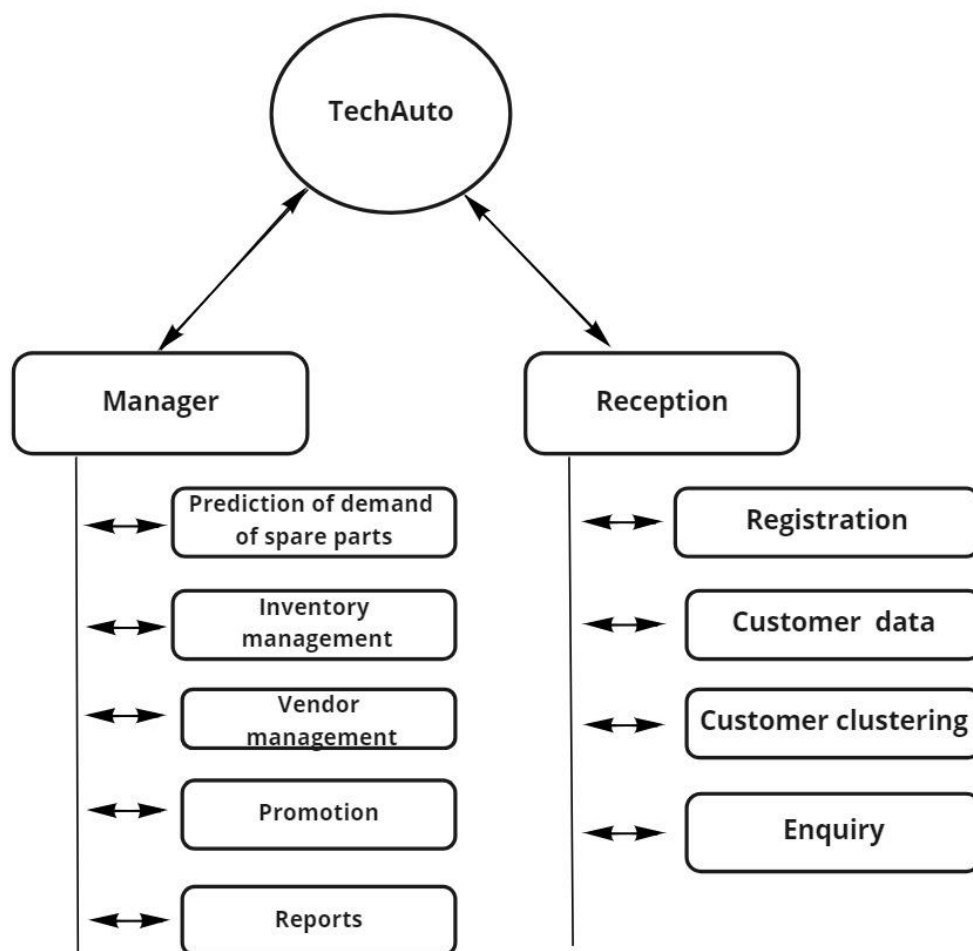 TechAuto
Manager
Reception
Prediction of demand
of spare parts
Inventory
management
Vendor
management
Promotion
Reports
Registration
Customer data
Customer clustering
Enquiry